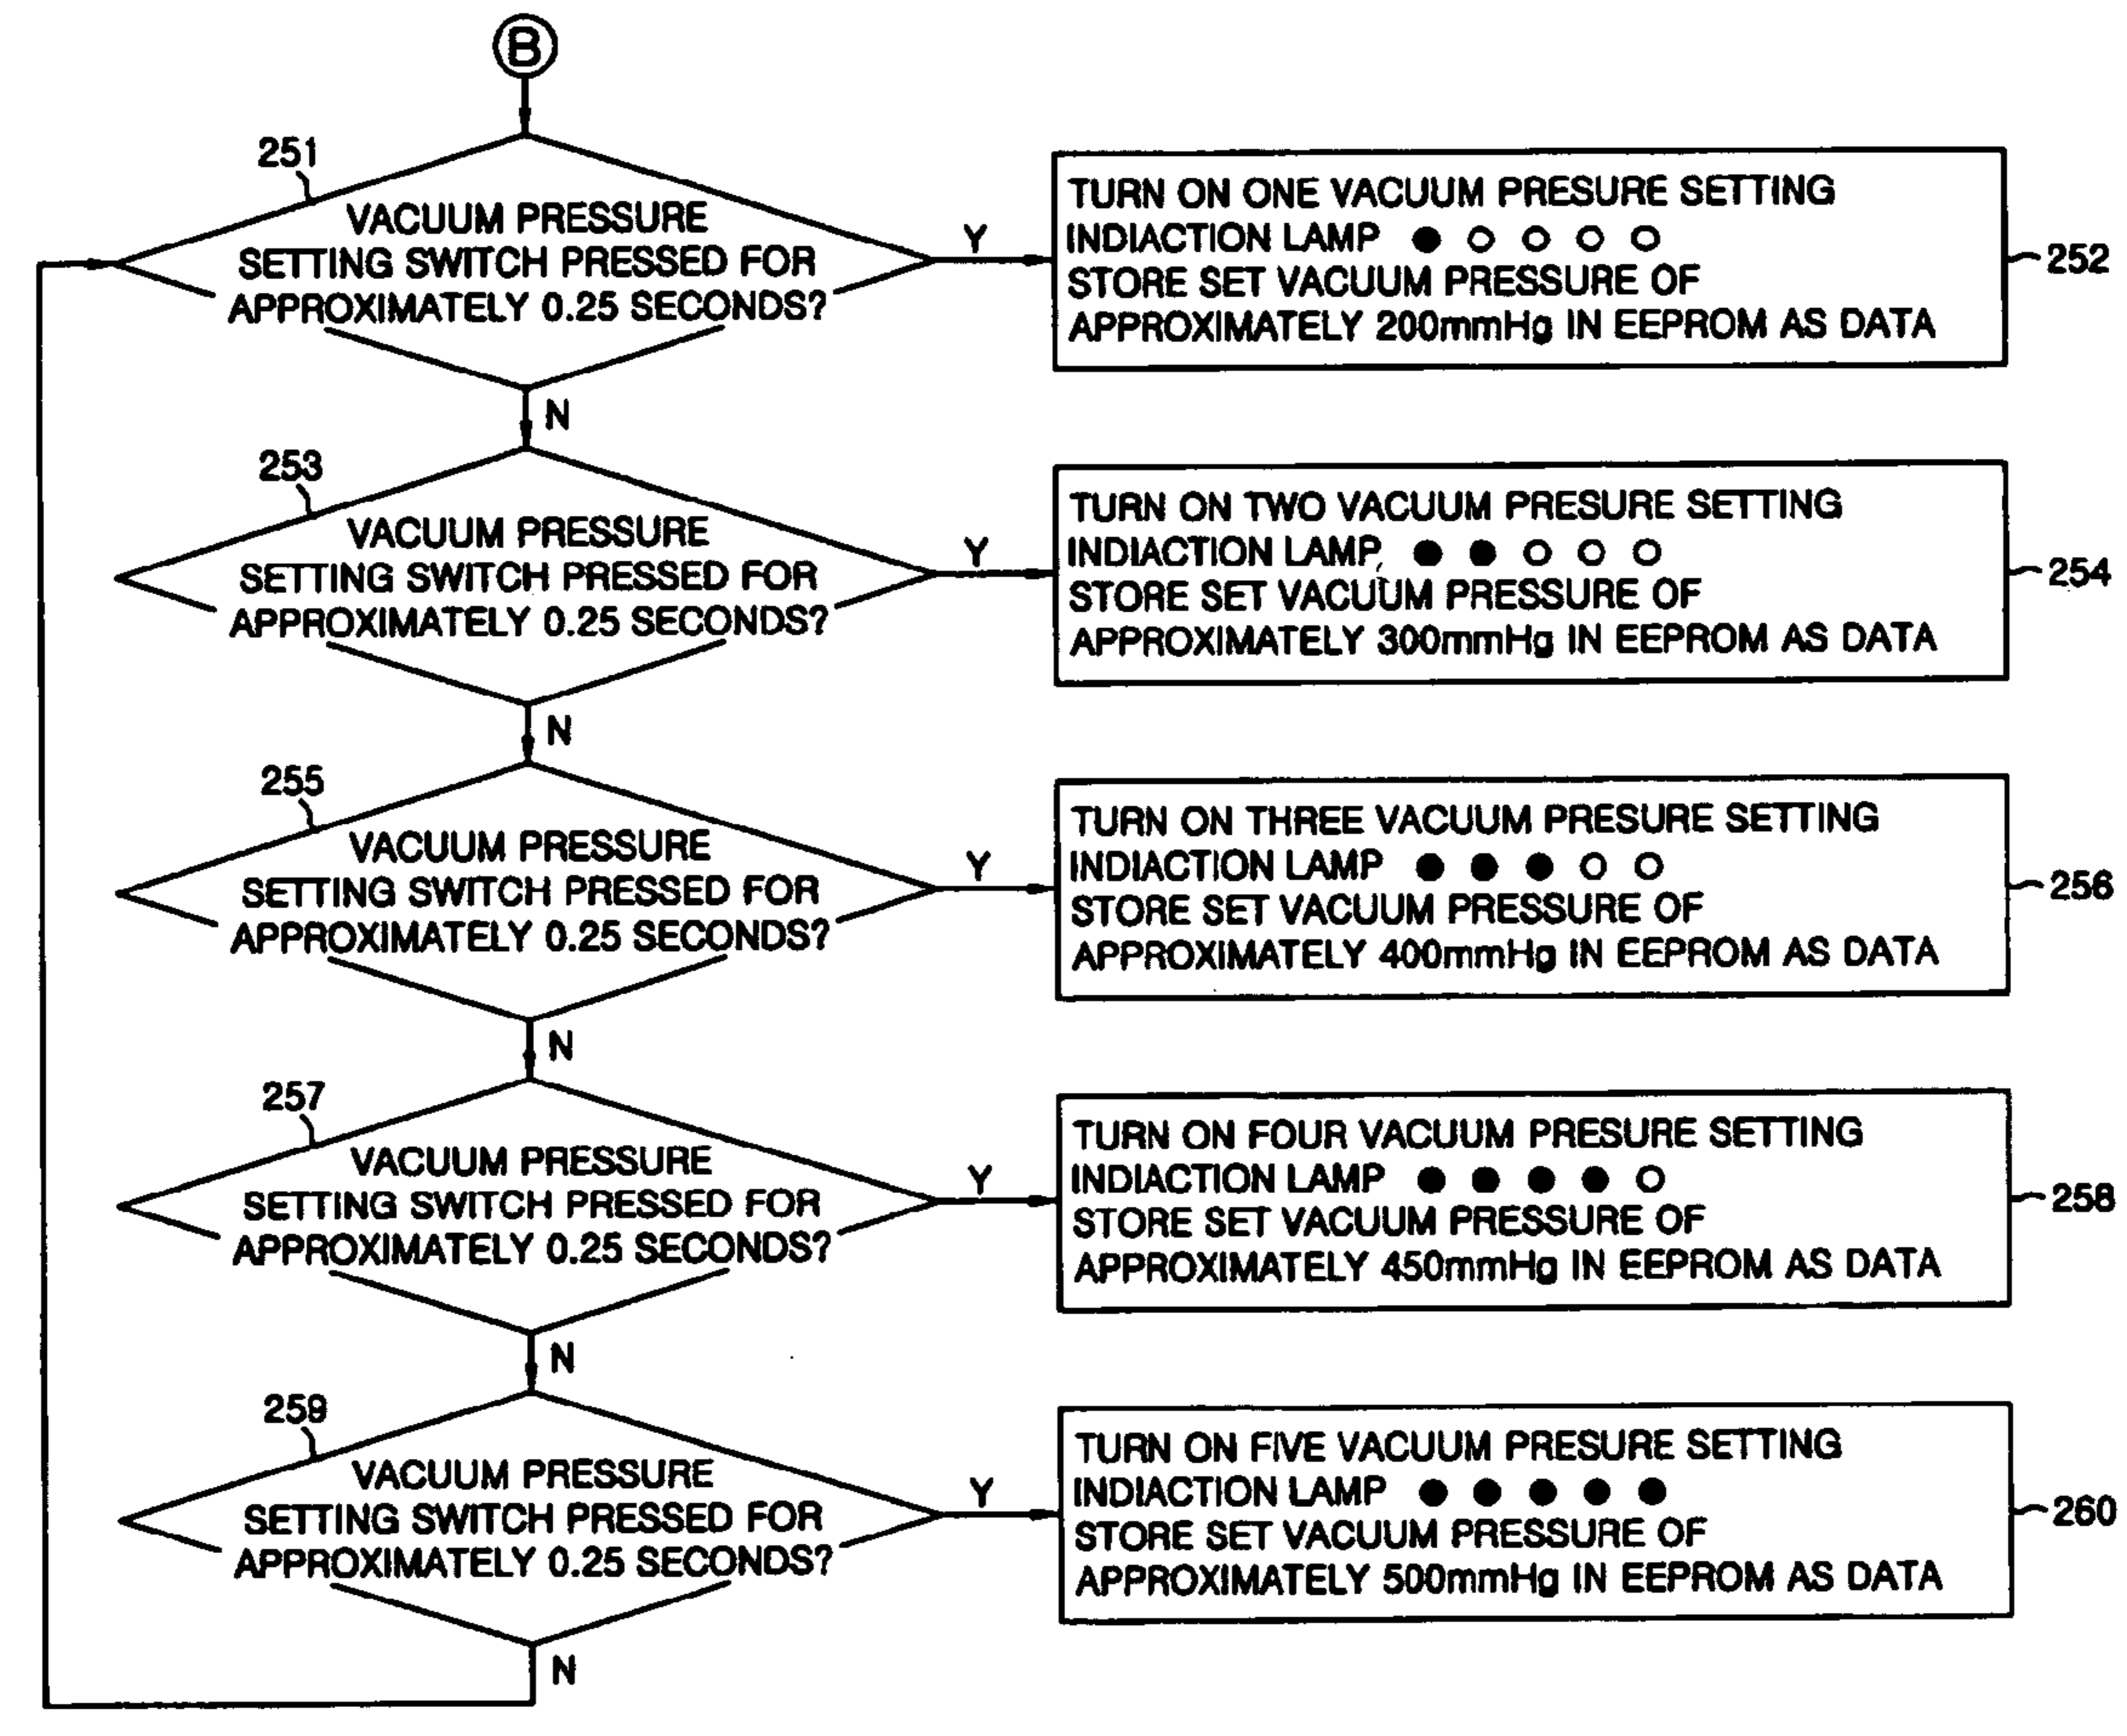 B
251
VACUUM PRESSURE
SETTING SWITCH PRESSED FOR
APPROXIMATELY 0.25 SECONDS?
Y
N
TURN ON ONE VACUUM PRESURE SETTING
INDIACTION LAMP ● ○ ○ ○ ○
STORE SET VACUUM PRESSURE OF
APPROXIMATELY 200mmHg IN EEPROM AS DATA
252
253
VACUUM PRESSURE
SETTING SWITCH PRESSED FOR
APPROXIMATELY 0.25 SECONDS?
Y
N
TURN ON TWO VACUUM PRESURE SETTING
INDIACTION LAMP ● ● ○ ○ ○
STORE SET VACUUM PRESSURE OF
APPROXIMATELY 300mmHg IN EEPROM AS DATA
254
255
VACUUM PRESSURE
SETTING SWITCH PRESSED FOR
APPROXIMATELY 0.25 SECONDS?
Y
N
TURN ON THREE VACUUM PRESURE SETTING
INDIACTION LAMP ● ● ● ○ ○
STORE SET VACUUM PRESSURE OF
APPROXIMATELY 400mmHg IN EEPROM AS DATA
256
257
VACUUM PRESSURE
SETTING SWITCH PRESSED FOR
APPROXIMATELY 0.25 SECONDS?
Y
N
TURN ON FOUR VACUUM PRESURE SETTING
INDIACTION LAMP ● ● ● ● ○
STORE SET VACUUM PRESSURE OF
APPROXIMATELY 450mmHg IN EEPROM AS DATA
258
259
VACUUM PRESSURE
SETTING SWITCH PRESSED FOR
APPROXIMATELY 0.25 SECONDS?
Y
N
TURN ON FIVE VACUUM PRESURE SETTING
INDIACTION LAMP ● ● ● ● ●
STORE SET VACUUM PRESSURE OF
APPROXIMATELY 500mmHg IN EEPROM AS DATA
260